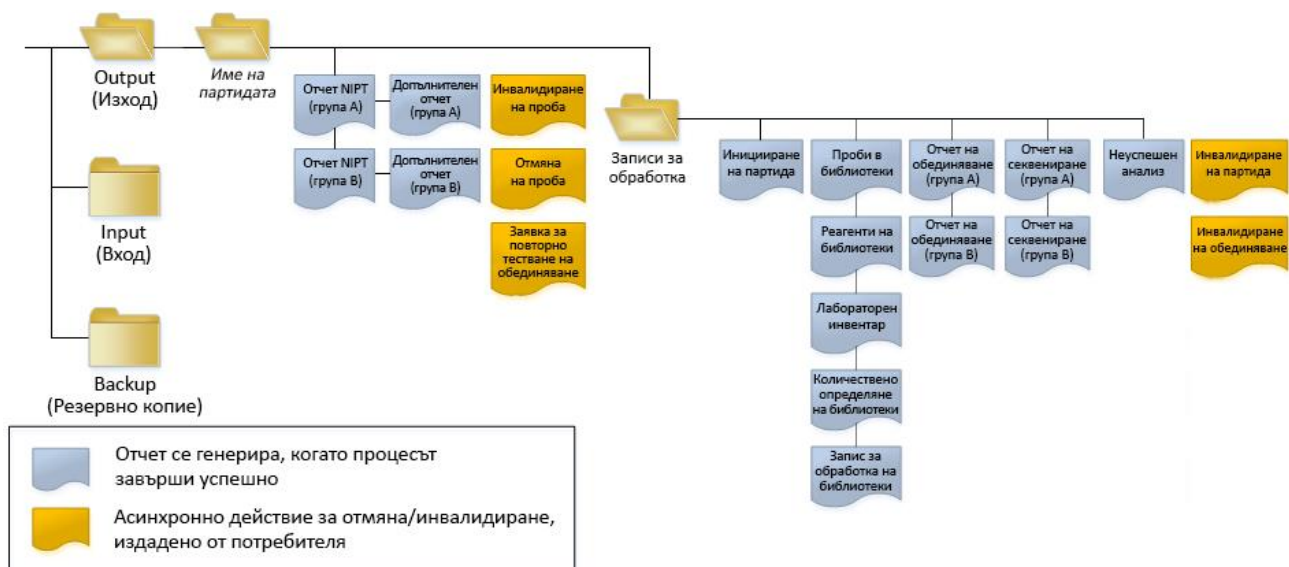 Output
(Изход)
Име на
партидата
Отчет NIPT
(група A)
Допълнителен
отчет
(група A)
Инвалидиране
на проба
Отчет NIPT
(група B)
Допълнителен
отчет
(група B)
Отмяна
на проба
Заявка за
повторно
тестване на
обединяване
Записи за
обработка
Иницииране
на партида
Проби в
библиотеки
Отчет на
обединяване
(група A)
Отчет на
секвениране
(група A)
Неуспешен
анализ
Инвалидиране
на партида
Реагенти на
библиотеки
Отчет на
обединяване
(група B)
Отчет на
секвениране
(група B)
Инвалидиране
на обединяване
Лабораторен
инвентар
Количествено
определяне
на библиотеки
Запис за
обработка на
библиотеки
Input
(Вход)
Backup
(Резервно копие)
Отчет се генерира, когато процесът
завърши успешно
Асинхронно действие за отмяна/инвалидиране,
издадено от потребителя